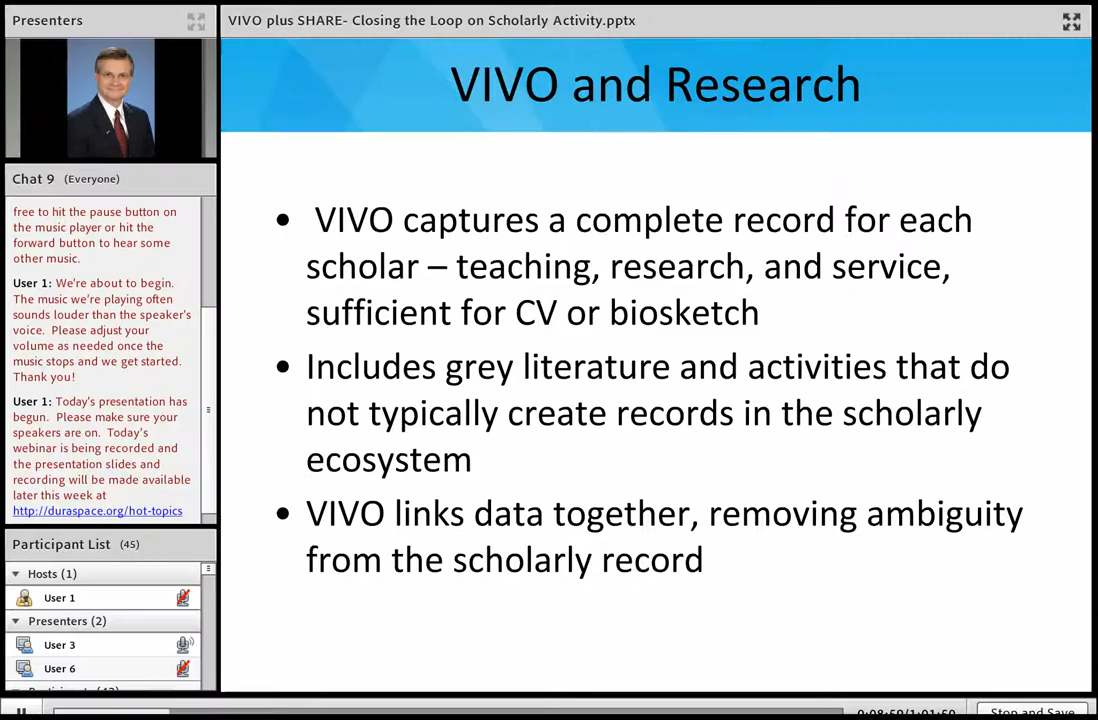 Presenters
VIVO plus SHARE- Closing the Loop on Scholarly Activity.pptx
VIVO and Research
• VIVO captures a complete record for each
scholar – teaching, research, and service,
sufficient for CV or biosketch
• Includes grey literature and activities that do
not typically create records in the scholarly
ecosystem
• VIVO links data together, removing ambiguity
from the scholarly record
Chat 9 (Everyone)
free to hit the pause button on
the music player or hit the
forward button to hear some
other music.
User 1: We're about to begin.
The music we're playing often
sounds louder than the speaker's
voice. Please adjust your
volume as needed once the
music stops and we get started.
Thank you!
User 1: Today's presentation has
begun. Please make sure your
speakers are on. Today's
webinar is being recorded and
the presentation slides and
recording will be made available
later this week at
http://duraspace.org/hot-topics
Participant List (45)
Hosts (1)
User 1
Presenters (2)
User 3
User 6
Stop and Save